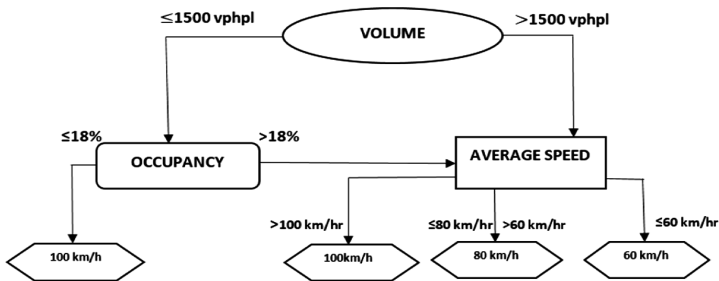 ≤1500 vphpl
VOLUME
>1500 vphpl
≤18%
OCCUPANCY
>18%
AVERAGE SPEED
>100 km/hr
≤80 km/hr
>60 km/hr
≤60 km/hr
100 km/h
100km/h
80 km/h
60 km/h